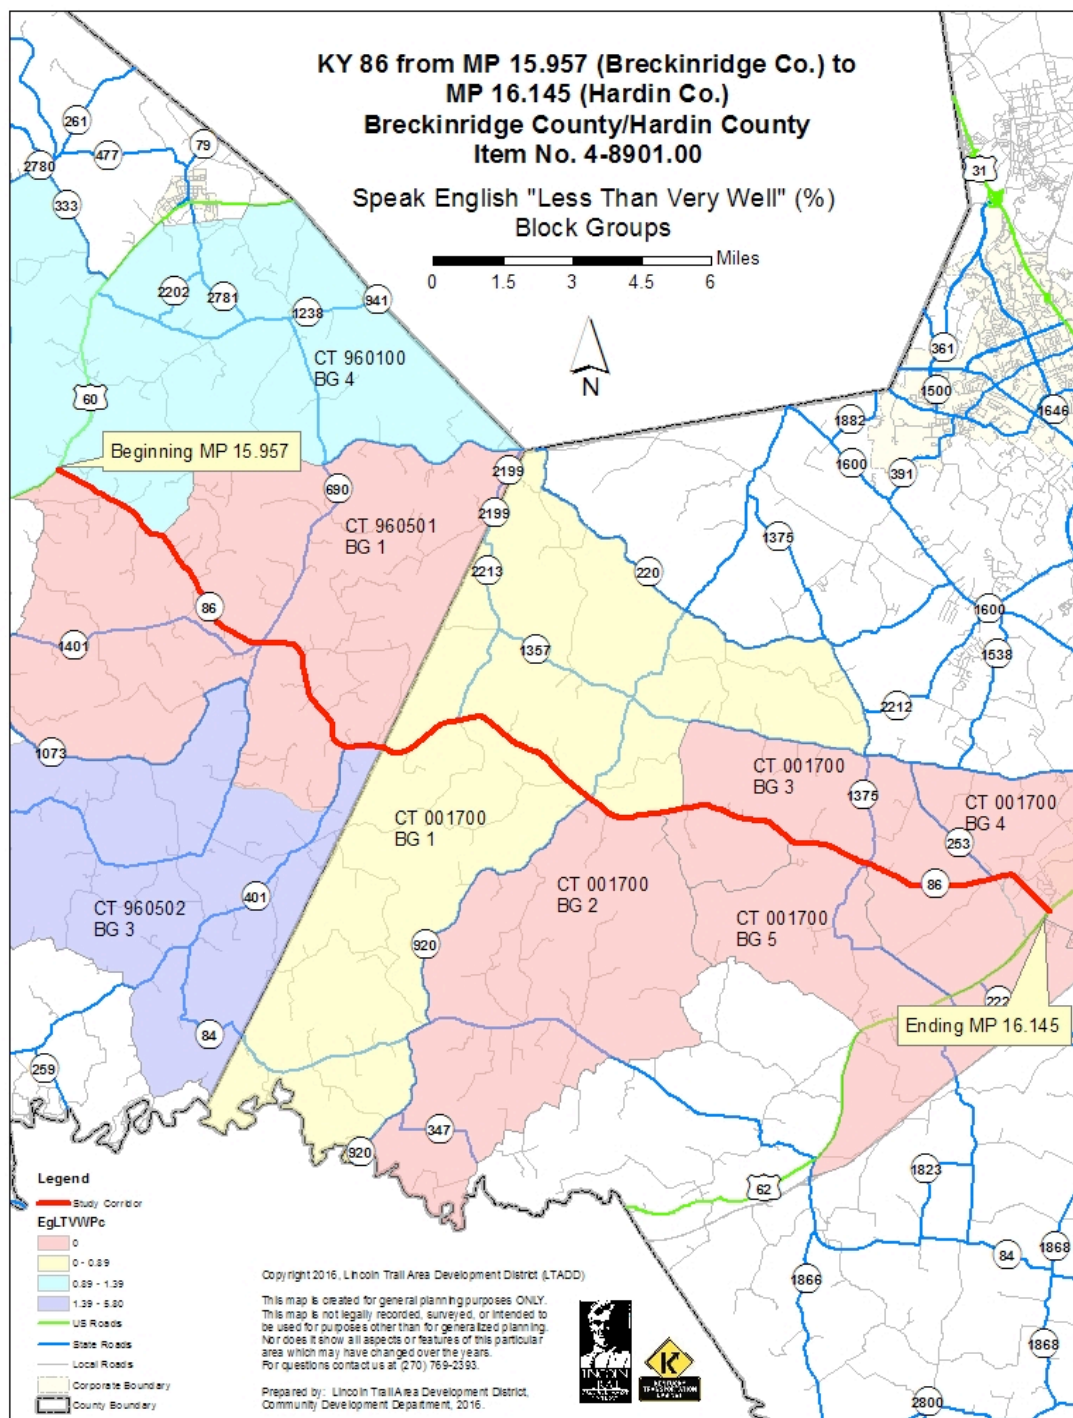 KY 86 from MP 15.957 (Breckinridge Co.) to
MP 16.145 (Hardin Co.)
Breckinridge County/Hardin County
Item No. 4-8901.00
Speak English "Less Than Very Well" (%)
Block Groups
0 1.5 3 4.5 6 Miles
N
261
477
79
2780
333
31
2202
2781
1238
941
CT 960100
BG 4
60
361
1500
1646
1882
1600
391
Beginning MP 15.957
690
2199
CT 960501
BG 1
2199
1375
2213
220
86
1600
1401
1357
1538
2212
1073
CT 001700
BG 3
1375
CT 001700
BG 4
CT 001700
BG 1
253
CT 001700
BG 2
86
401
CT 960502
BG 3
CT 001700
BG 5
920
222
Ending MP 16.145
84
259
347
920
62
1823
84
1868
1866
1868
2800
Legend
Study Corridor
EgLTVWPc
0
0 - 0.89
0.89 - 1.39
1.39 - 5.80
US Roads
State Roads
Local Roads
Corporate Boundary
County Boundary
Copyright 2016, Lincoln Trail Area Development District (LTADD)
This map is created for general planning purposes ONLY.
This map is not legally recorded, surveyed, or intended to
be used for purposes other than for generalized planning.
Nor does it show all aspects or features of this particular
area which may have changed over the years.
For questions contact us at (270) 769-2393.
Prepared by: Lincoln Trail Area Development District,
Community Development Department, 2016.
LINCOLN
TRAIL
KENTUCKY
TRANSPORTATION
CABINET